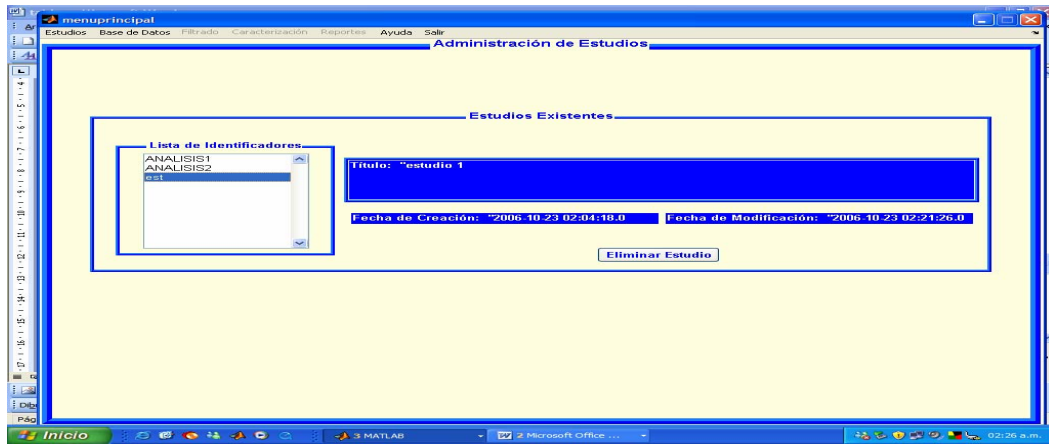 menuprincipal
Estudios Base de Datos Filtrado Caracterización Reportes Ayuda Salir
Administración de Estudios
Estudios Existentes
Lista de Identificadores
ANALISIS1
ANALISIS2
est
Título: "estudio 1
Fecha de Creación: "2006-10-23 02:04:18.0 Fecha de Modificación: "2006-10-23 02:21:26.0
Eliminar Estudio
Pág
Inicio 3 MATLAB 2 Microsoft Office ... 02:26 a.m.